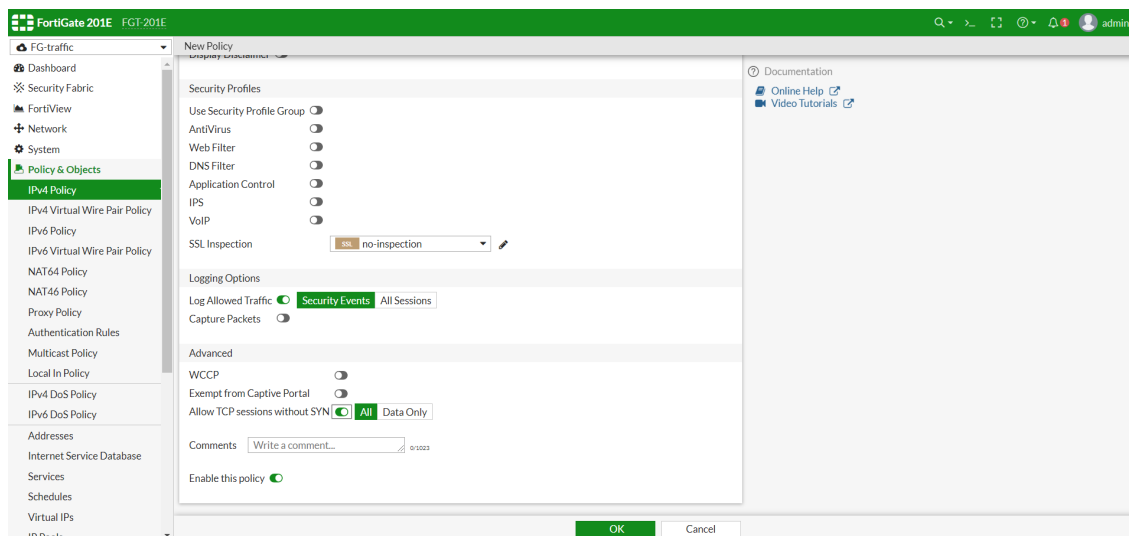 FortiGate 201E FGT-201E
1 admin
FG-traffic
New Policy
Dashboard
Security Fabric
FortiView
Network
System
Policy & Objects
IPv4 Policy
IPv4 Virtual Wire Pair Policy
IPv6 Policy
IPv6 Virtual Wire Pair Policy
NAT64 Policy
NAT46 Policy
Proxy Policy
Authentication Rules
Multicast Policy
Local In Policy
IPv4 DoS Policy
IPv6 DoS Policy
Addresses
Internet Service Database
Services
Schedules
Virtual IPs
IP Pools
Display Disclaimer
Security Profiles
Use Security Profile Group
AntiVirus
Web Filter
DNS Filter
Application Control
IPS
VoIP
SSL Inspection SSL no-inspection
Logging Options
Log Allowed Traffic Security Events All Sessions
Capture Packets
Advanced
WCCP
Exempt from Captive Portal
Allow TCP sessions without SYN All Data Only
Comments Write a comment... 0/1023
Enable this policy
OK Cancel
Documentation
Online Help
Video Tutorials